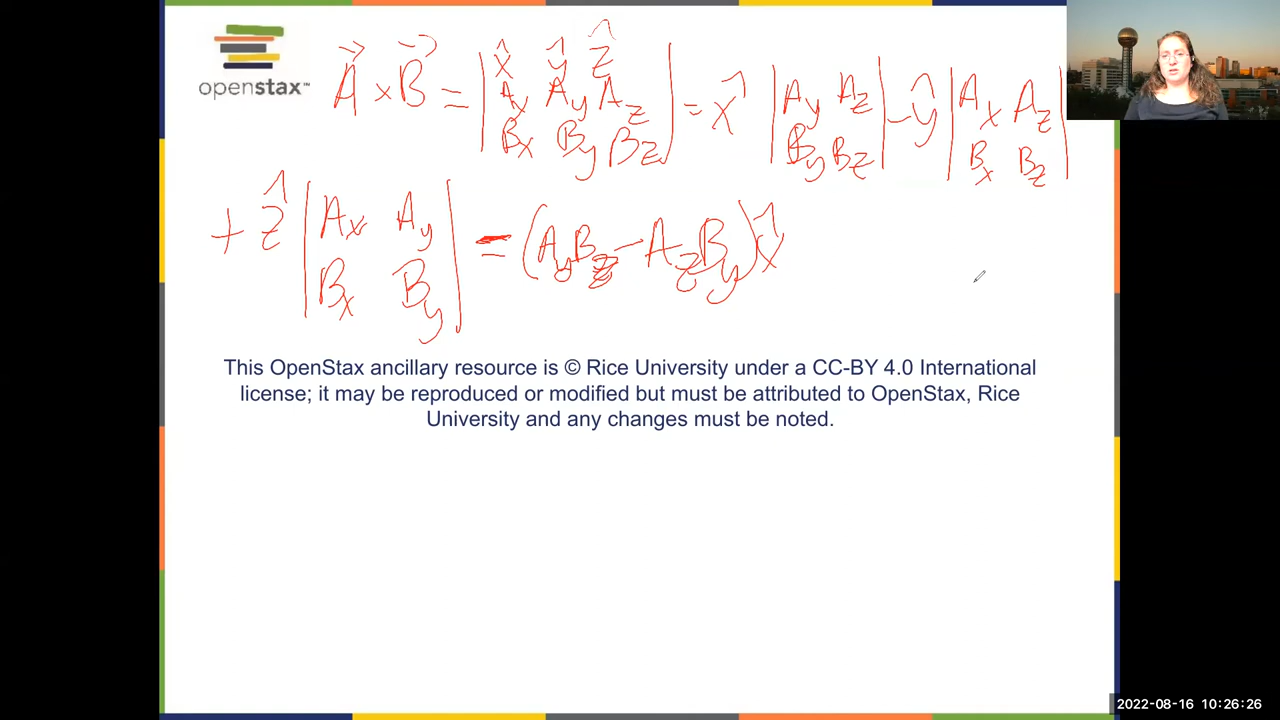 openstax™
A⃗ × B⃗ = | x̂ ŷ ẑ | = x̂ | Ay Az | - ŷ | Ax Az |
| Ax Ay Az | | By Bz | | Bx Bz |
| Bx By Bz |
+ ẑ | Ax Ay | = (AyBz - AzBy) x̂
| Bx By |
This OpenStax ancillary resource is © Rice University under a CC-BY 4.0 International
license; it may be reproduced or modified but must be attributed to OpenStax, Rice
University and any changes must be noted.
2022-08-16 10:26:26